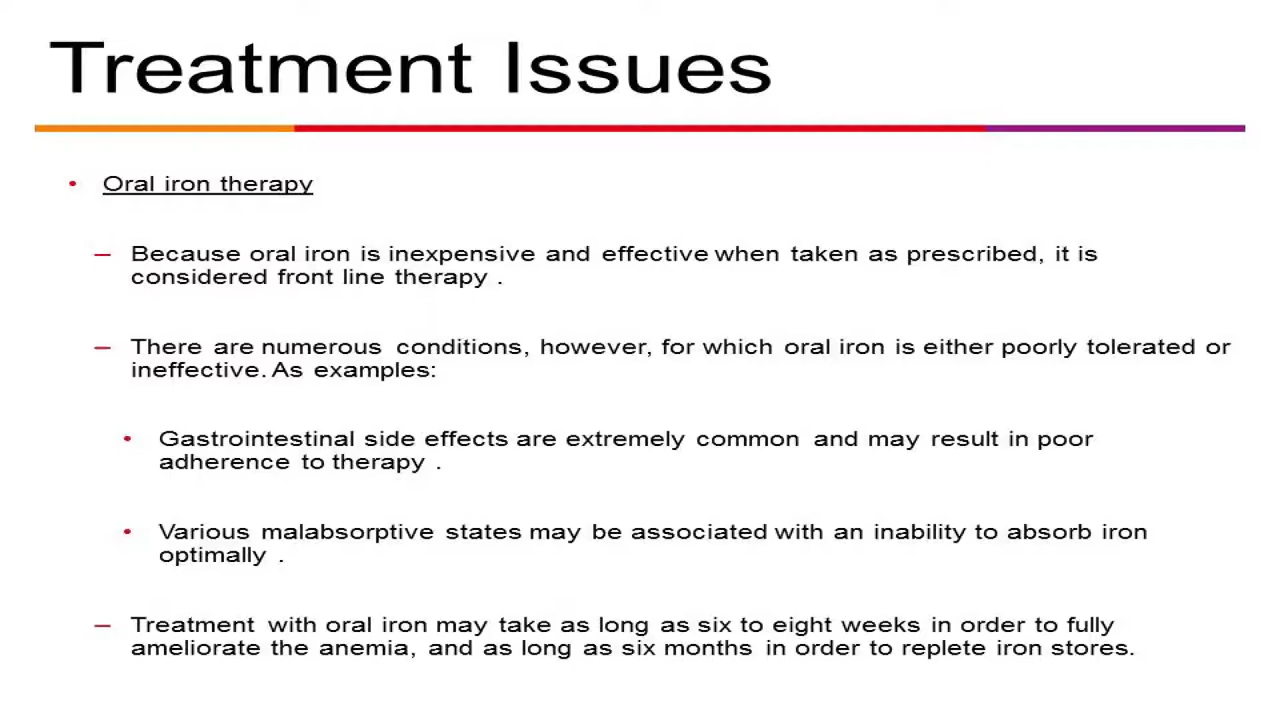 Treatment Issues
• Oral iron therapy
– Because oral iron is inexpensive and effective when taken as prescribed, it is
considered front line therapy .
– There are numerous conditions, however, for which oral iron is either poorly tolerated or
ineffective. As examples:
• Gastrointestinal side effects are extremely common and may result in poor
adherence to therapy .
• Various malabsorptive states may be associated with an inability to absorb iron
optimally .
– Treatment with oral iron may take as long as six to eight weeks in order to fully
ameliorate the anemia, and as long as six months in order to replete iron stores.